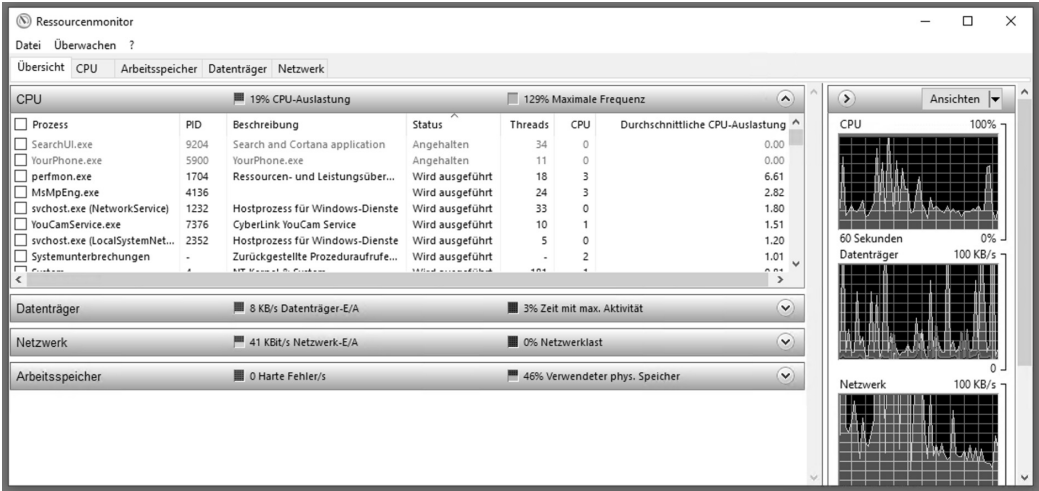 Ressourcenmonitor
Datei Überwachen ?
Übersicht CPU Arbeitsspeicher Datenträger Netzwerk
CPU 19% CPU-Auslastung 129% Maximale Frequenz
Prozess PID Beschreibung Status Threads CPU Durchschnittliche CPU-Auslastung
SearchUI.exe 9204 Search and Cortana application Angehalten 34 0 0.00
YourPhone.exe 5900 YourPhone.exe Angehalten 11 0 0.00
perfmon.exe 1704 Ressourcen- und Leistungsüber... Wird ausgeführt 18 3 6.61
MsMpEng.exe 4136 Wird ausgeführt 24 3 2.82
svchost.exe (NetworkService) 1232 Hostprozess für Windows-Dienste Wird ausgeführt 33 0 1.80
YouCamService.exe 7376 CyberLink YouCam Service Wird ausgeführt 10 1 1.51
svchost.exe (LocalSystemNet... 2352 Hostprozess für Windows-Dienste Wird ausgeführt 5 0 1.20
Systemunterbrechungen - Zurückgestellte Prozeduraufrufe... Wird ausgeführt - 2 1.01
Datenträger 8 KB/s Datenträger-E/A 3% Zeit mit max. Aktivität
Netzwerk 41 KBit/s Netzwerk-E/A 0% Netzwerklast
Arbeitsspeicher 0 Harte Fehler/s 46% Verwendeter phys. Speicher
Ansichten
CPU 100%
60 Sekunden 0%
Datenträger 100 KB/s
0
Netzwerk 100 KB/s